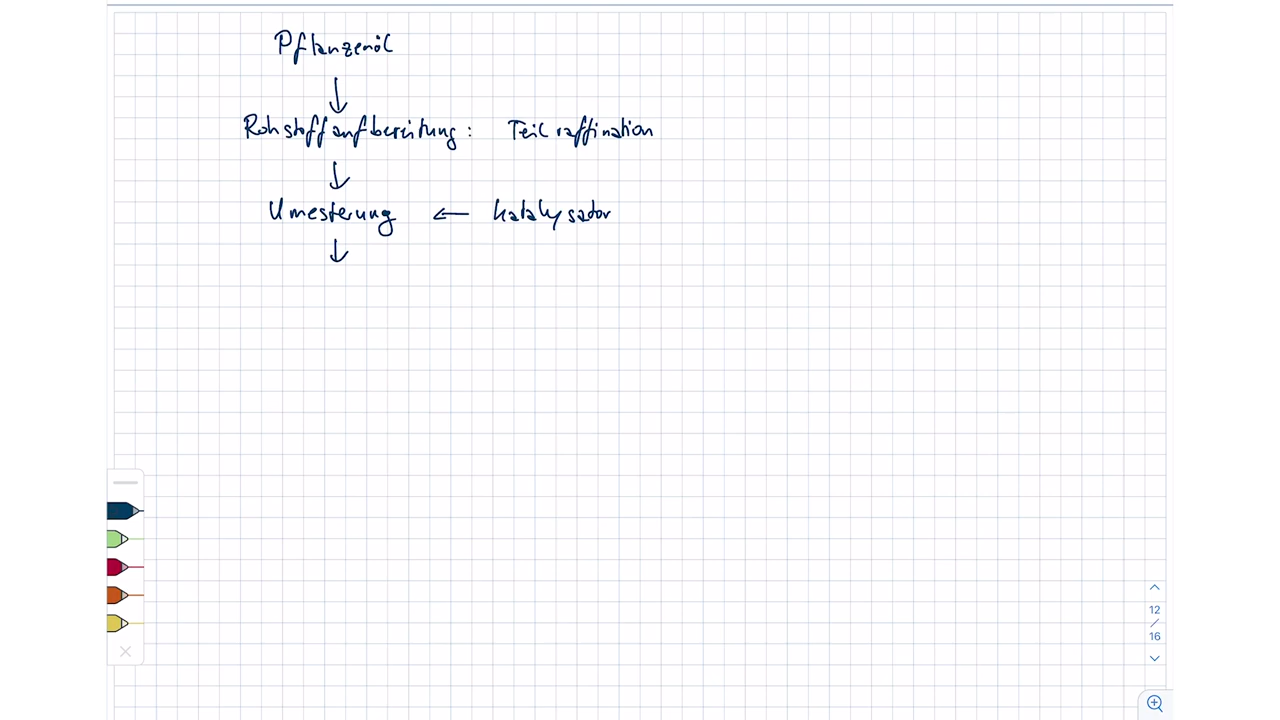 Pflanzenöl
↓
Rohstoffaufbereitung: Teilraffination
↓
Umesterung ← Katalysator
↓
12
/
16